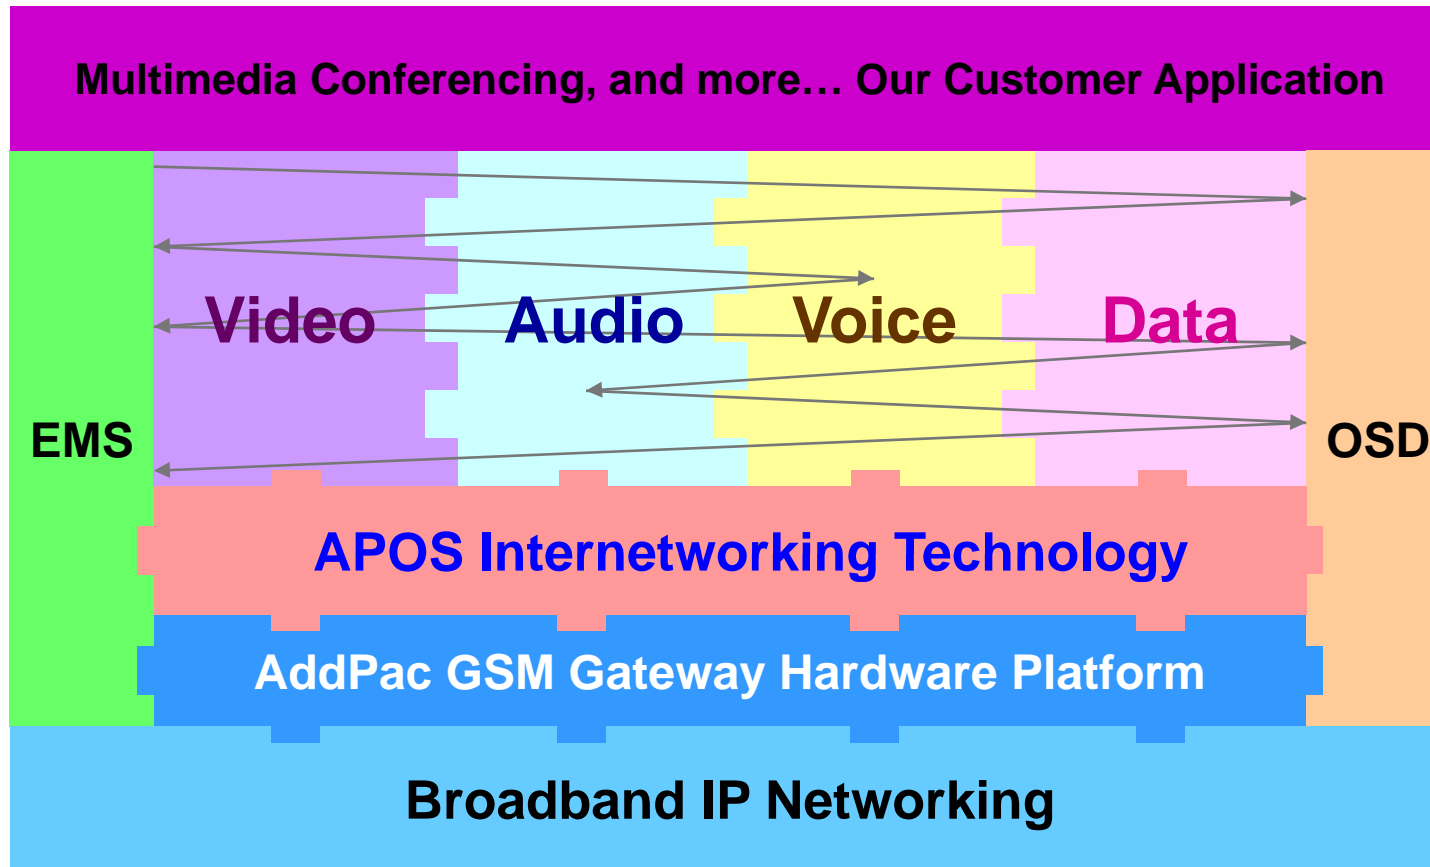 Multimedia Conferencing, and more… Our Customer Application
Video Audio Voice Data
EMS
OSD
APOS Internetworking Technology
AddPac GSM Gateway Hardware Platform
Broadband IP Networking